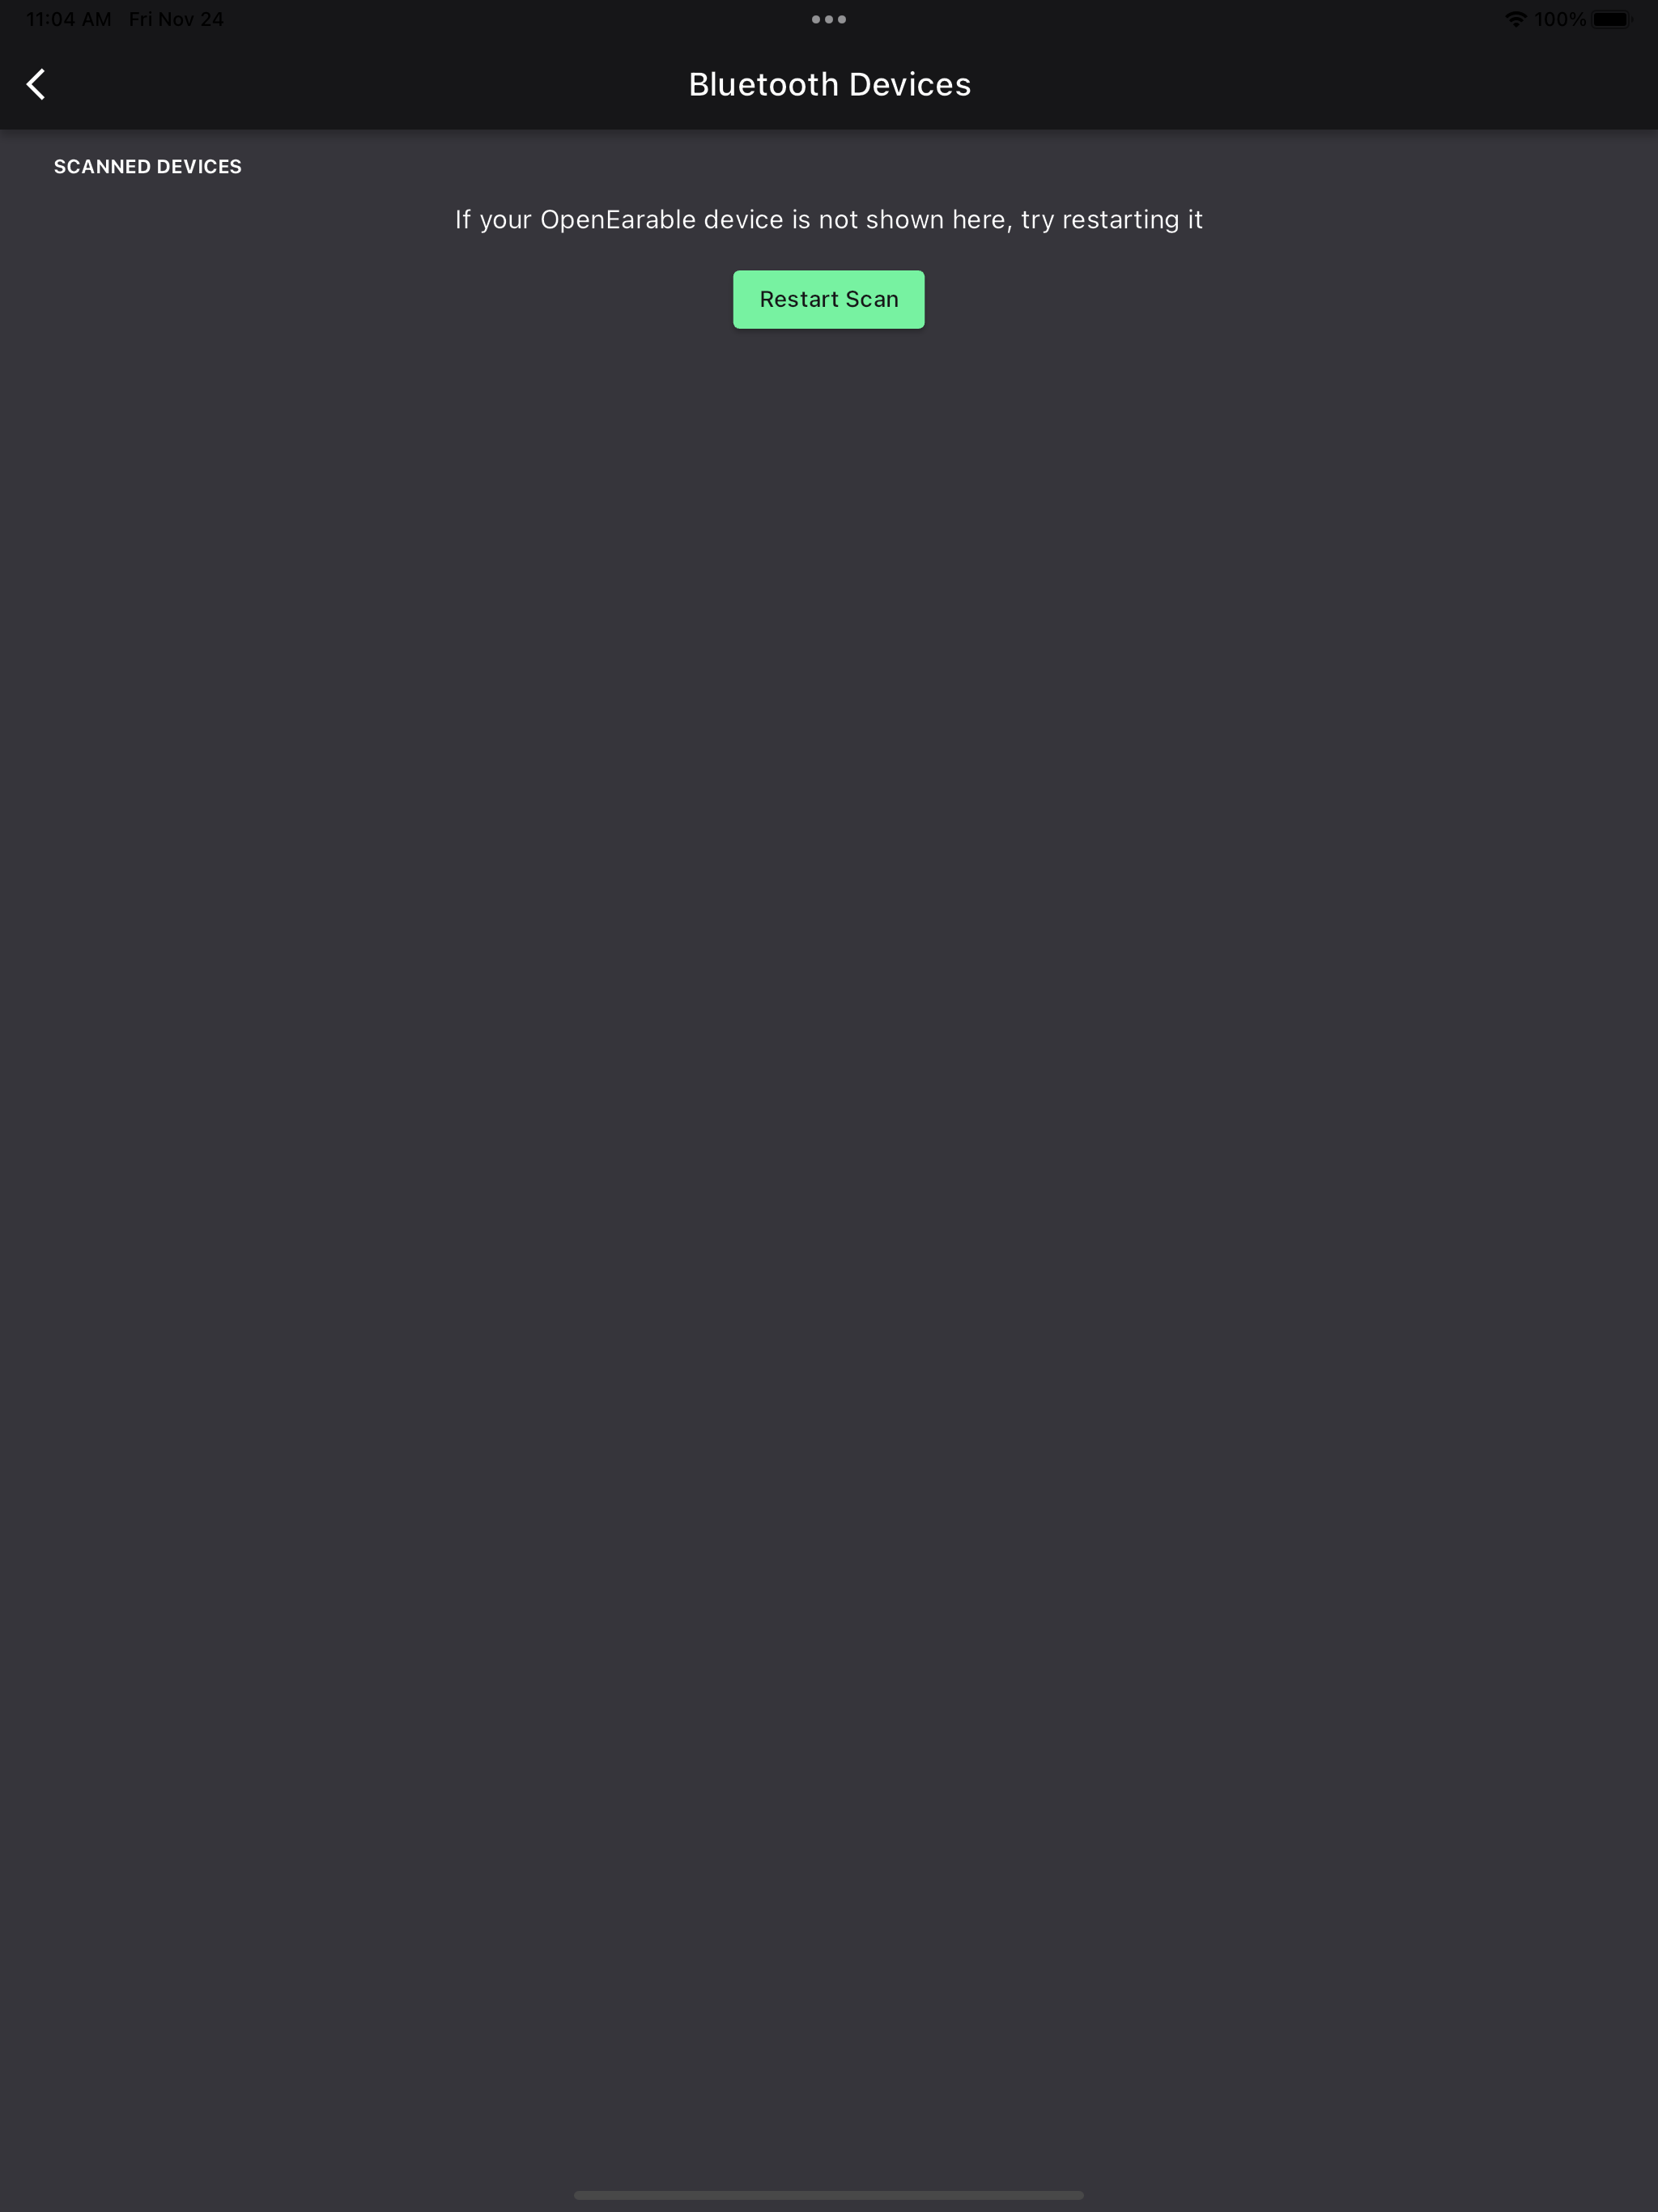 11:04 AM Fri Nov 24
100%
Bluetooth Devices
SCANNED DEVICES
If your OpenEarable device is not shown here, try restarting it
Restart Scan